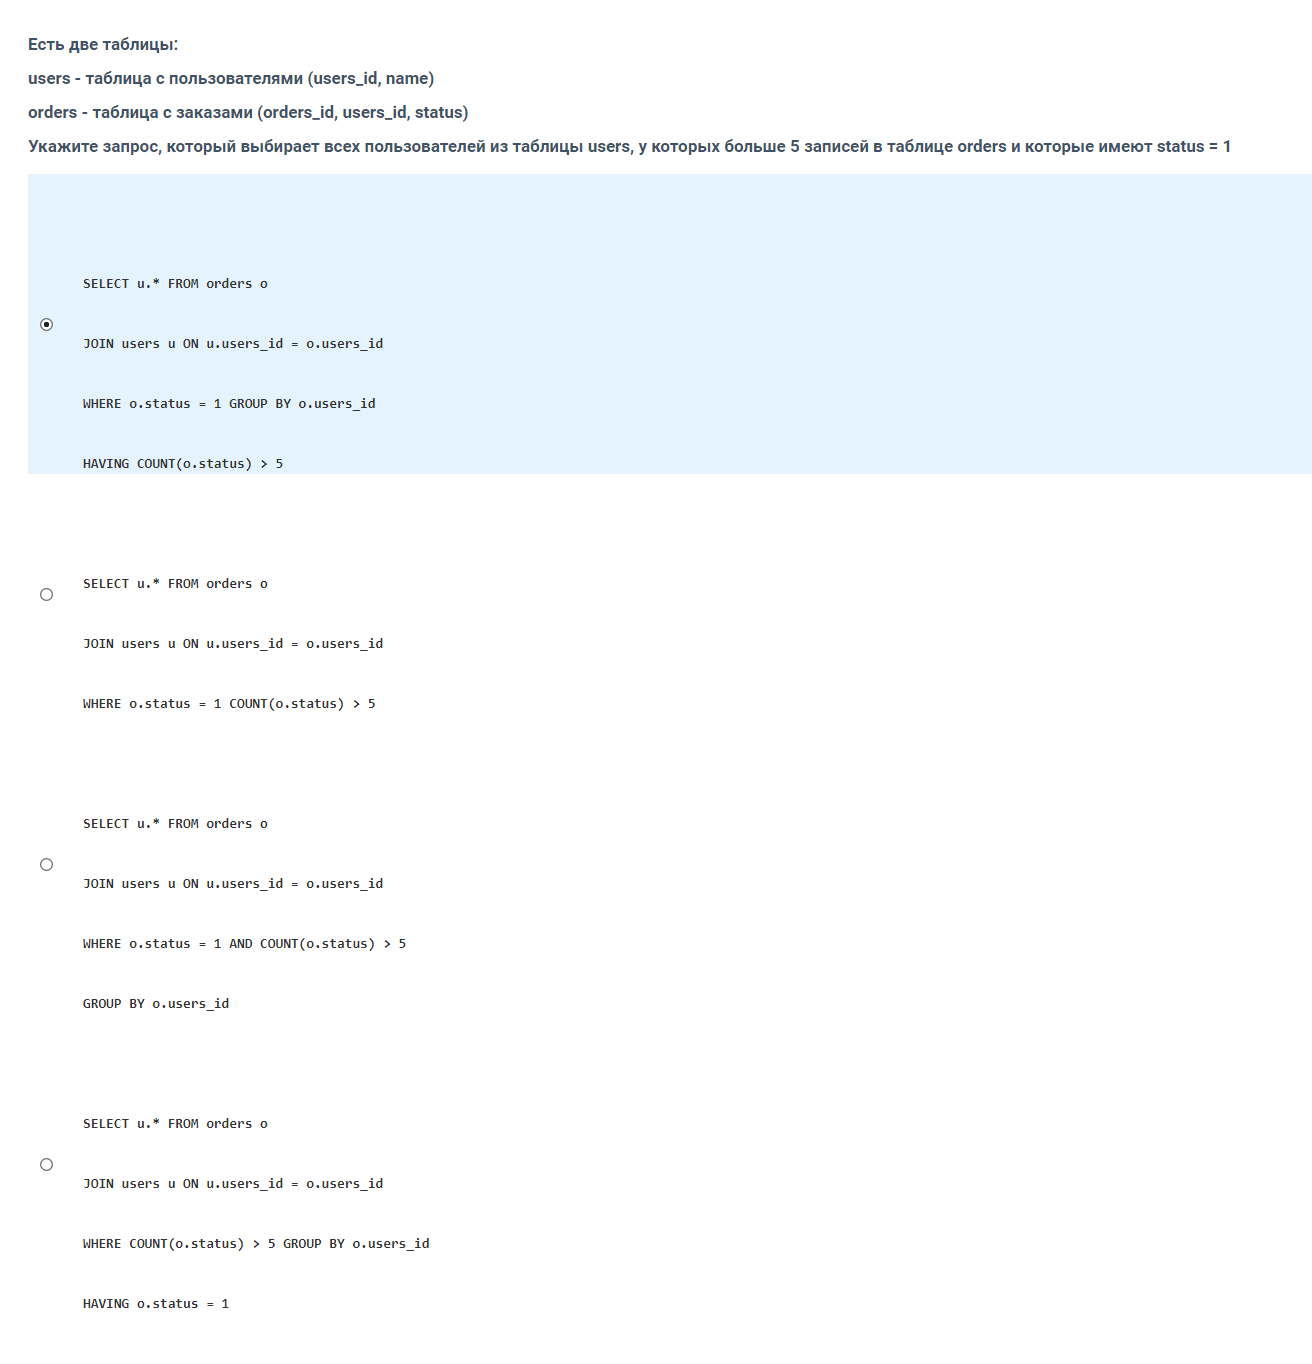 Есть две таблицы:
users - таблица с пользователями (users_id, name)
orders - таблица с заказами (orders_id, users_id, status)
Укажите запрос, который выбирает всех пользователей из таблицы users, у которых больше 5 записей в таблице orders и которые имеют status = 1
SELECT u.* FROM orders o
JOIN users u ON u.users_id = o.users_id
WHERE o.status = 1 GROUP BY o.users_id
HAVING COUNT(o.status) > 5
SELECT u.* FROM orders o
JOIN users u ON u.users_id = o.users_id
WHERE o.status = 1 COUNT(o.status) > 5
SELECT u.* FROM orders o
JOIN users u ON u.users_id = o.users_id
WHERE o.status = 1 AND COUNT(o.status) > 5
GROUP BY o.users_id
SELECT u.* FROM orders o
JOIN users u ON u.users_id = o.users_id
WHERE COUNT(o.status) > 5 GROUP BY o.users_id
HAVING o.status = 1